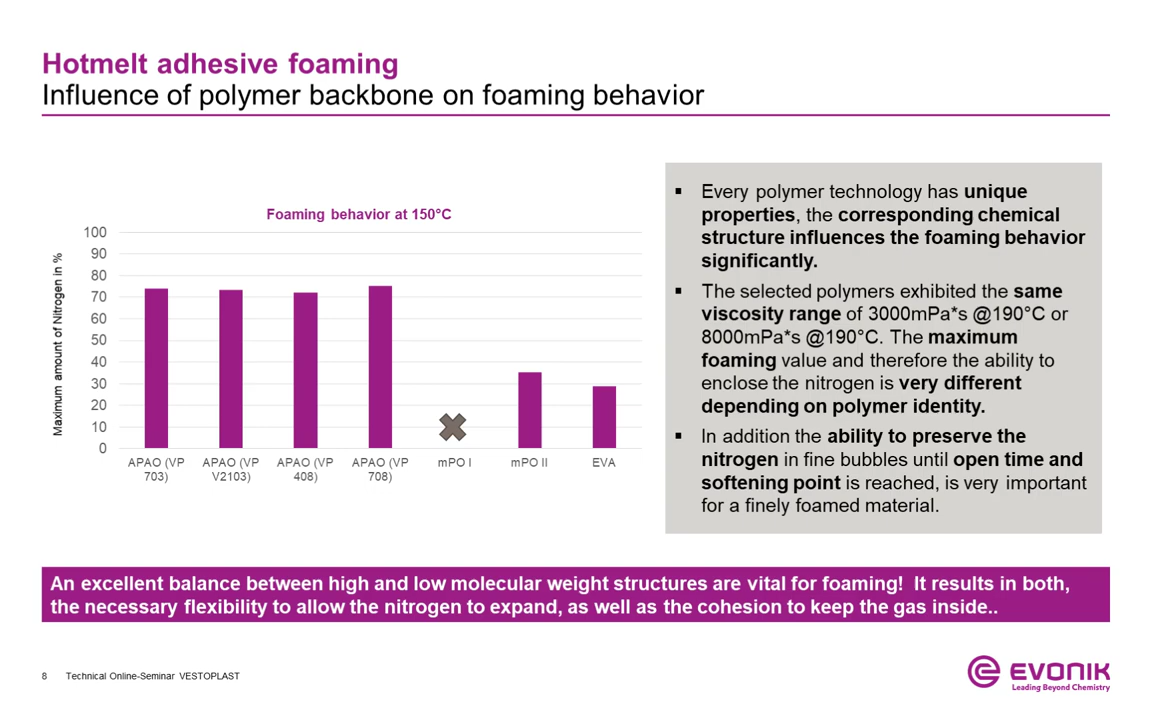 Hotmelt adhesive foaming
Influence of polymer backbone on foaming behavior
Foaming behavior at 150°C
Maximum amount of Nitrogen in %
100
90
80
70
60
50
40
30
20
10
0
APAO (VP 703)
APAO (VP V2103)
APAO (VP 408)
APAO (VP 708)
mPO I
mPO II
EVA
▪ Every polymer technology has unique
properties, the corresponding chemical
structure influences the foaming behavior
significantly.
▪ The selected polymers exhibited the same
viscosity range of 3000mPa*s @190°C or
8000mPa*s @190°C. The maximum
foaming value and therefore the ability to
enclose the nitrogen is very different
depending on polymer identity.
▪ In addition the ability to preserve the
nitrogen in fine bubbles until open time and
softening point is reached, is very important
for a finely foamed material.
An excellent balance between high and low molecular weight structures are vital for foaming! It results in both,
the necessary flexibility to allow the nitrogen to expand, as well as the cohesion to keep the gas inside..
8 Technical Online-Seminar VESTOPLAST
EVONIK
Leading Beyond Chemistry